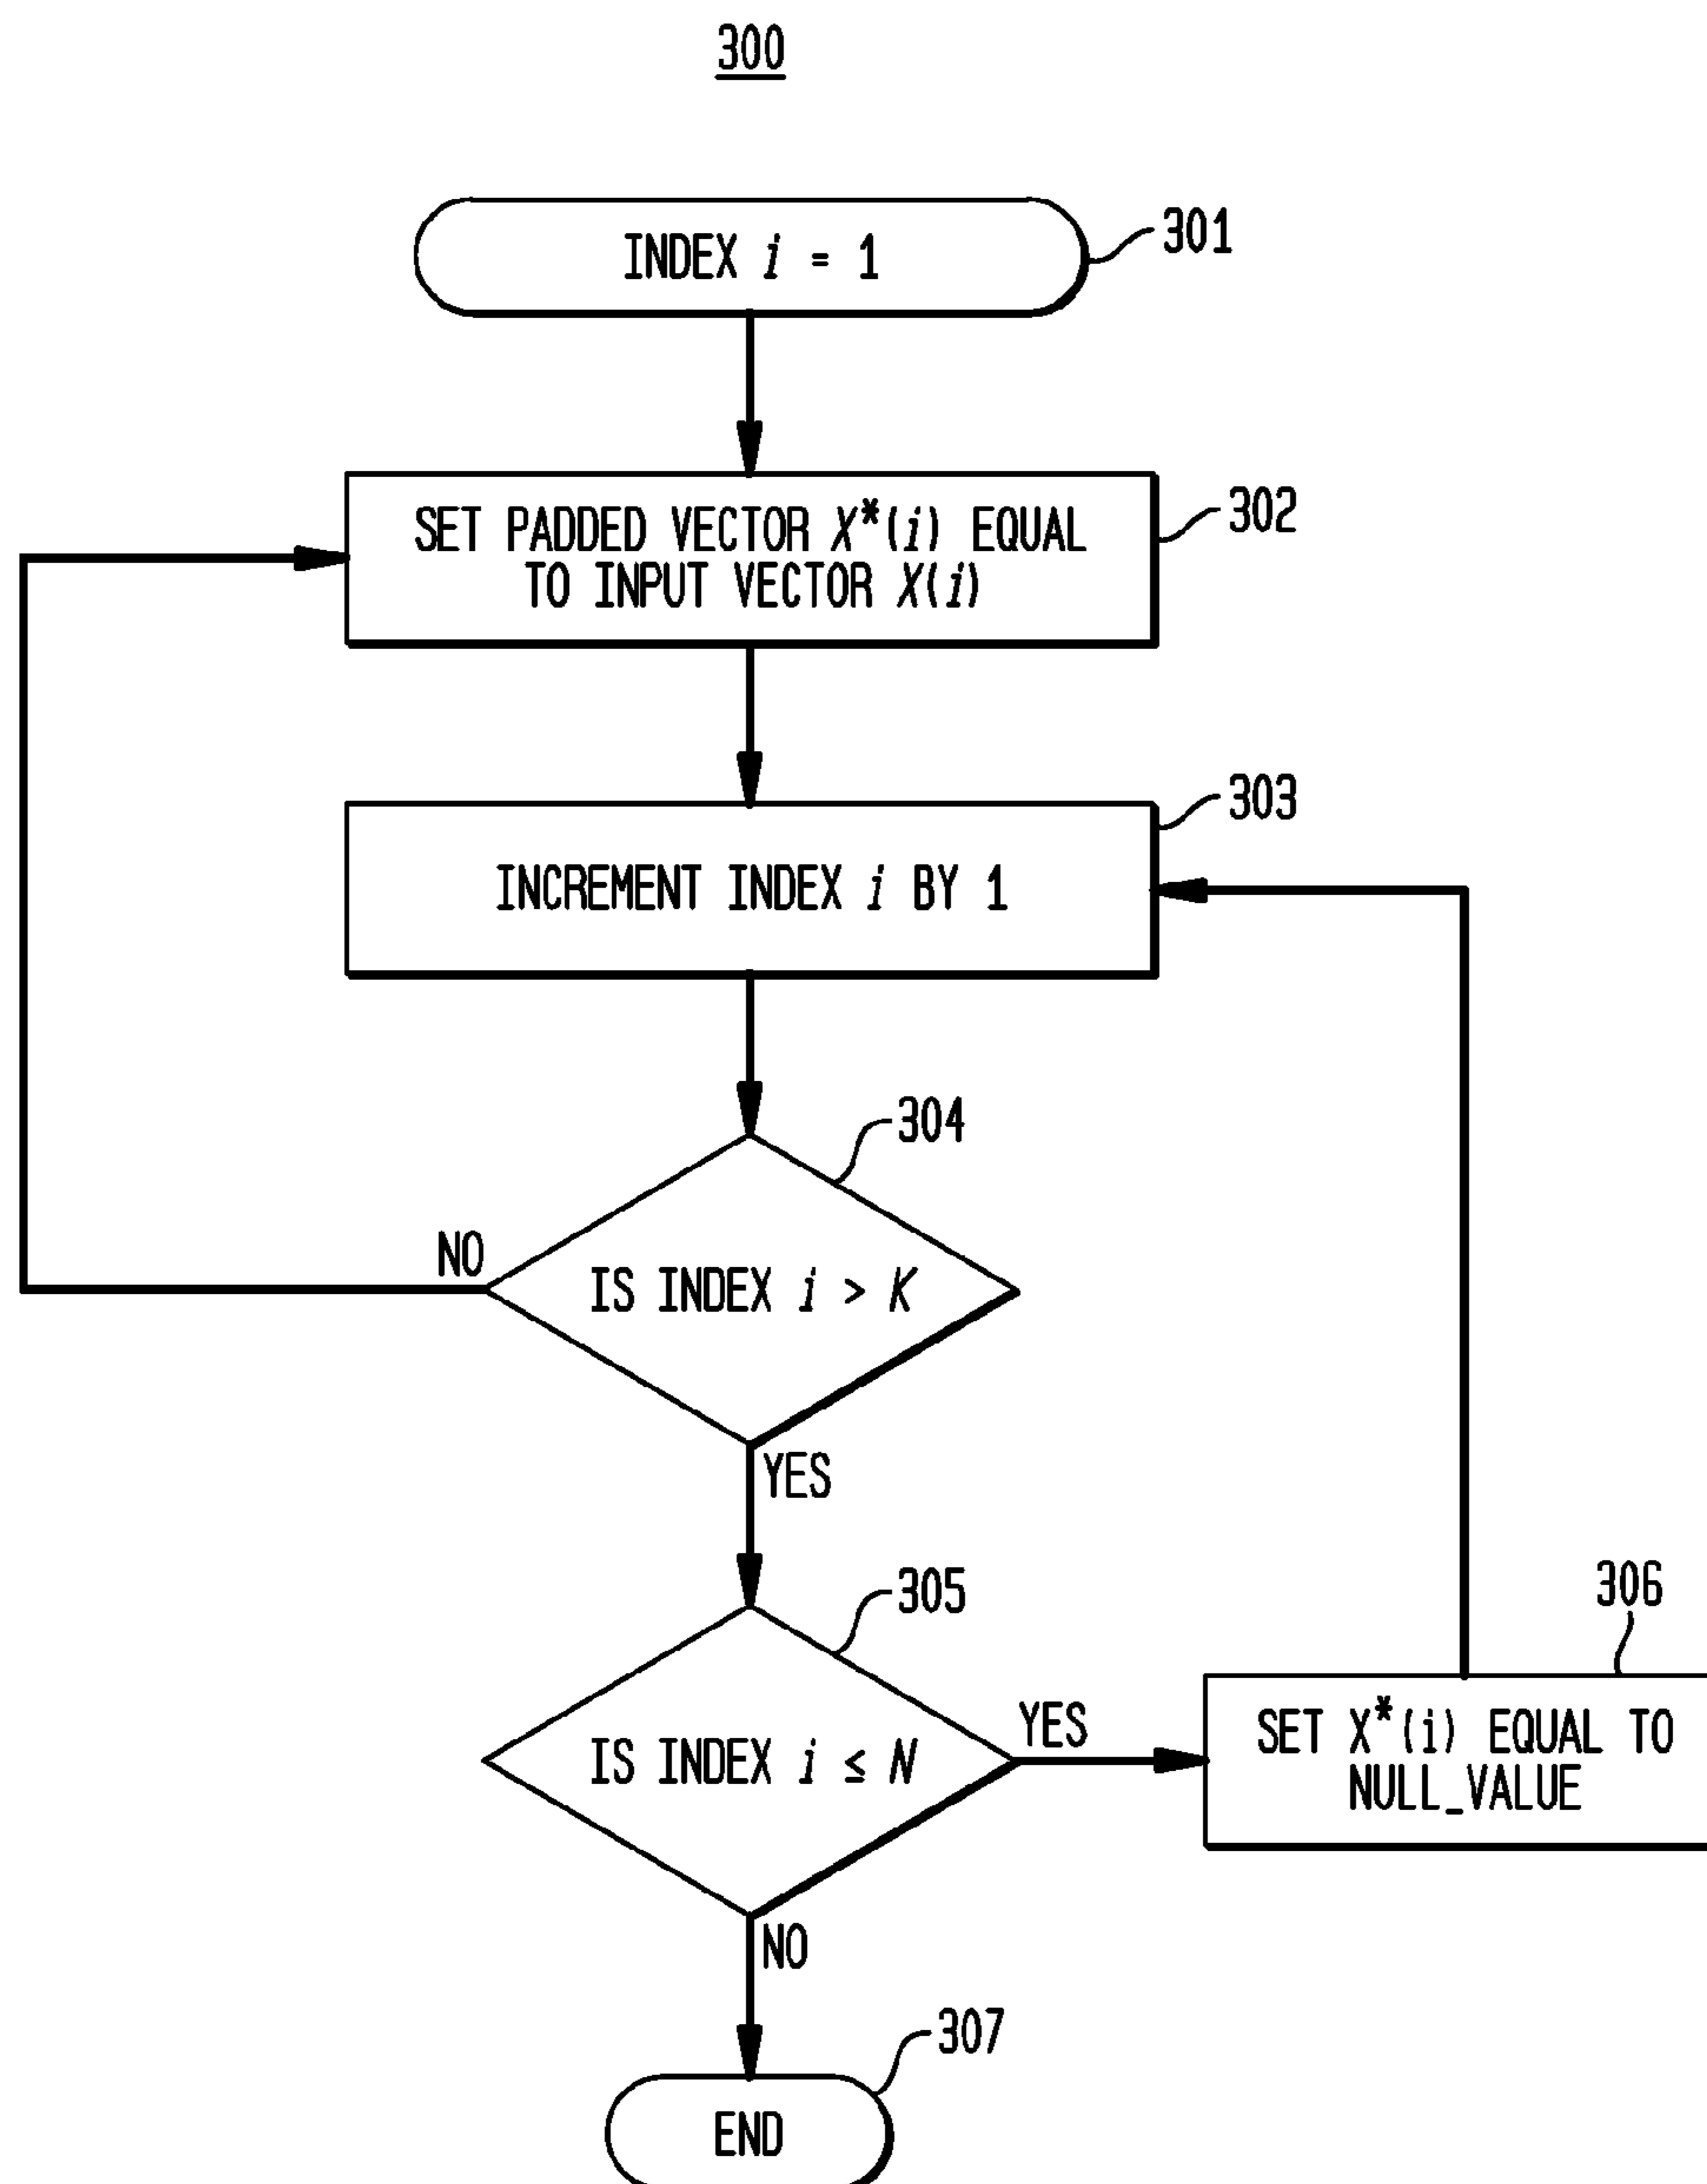 300
INDEX i = 1
301
SET PADDED VECTOR X*(i) EQUAL
TO INPUT VECTOR X(i)
302
INCREMENT INDEX i BY 1
303
304
IS INDEX i > K
NO
YES
305
IS INDEX i ≤ N
YES
306
SET X*(i) EQUAL TO
NULL_VALUE
NO
307
END